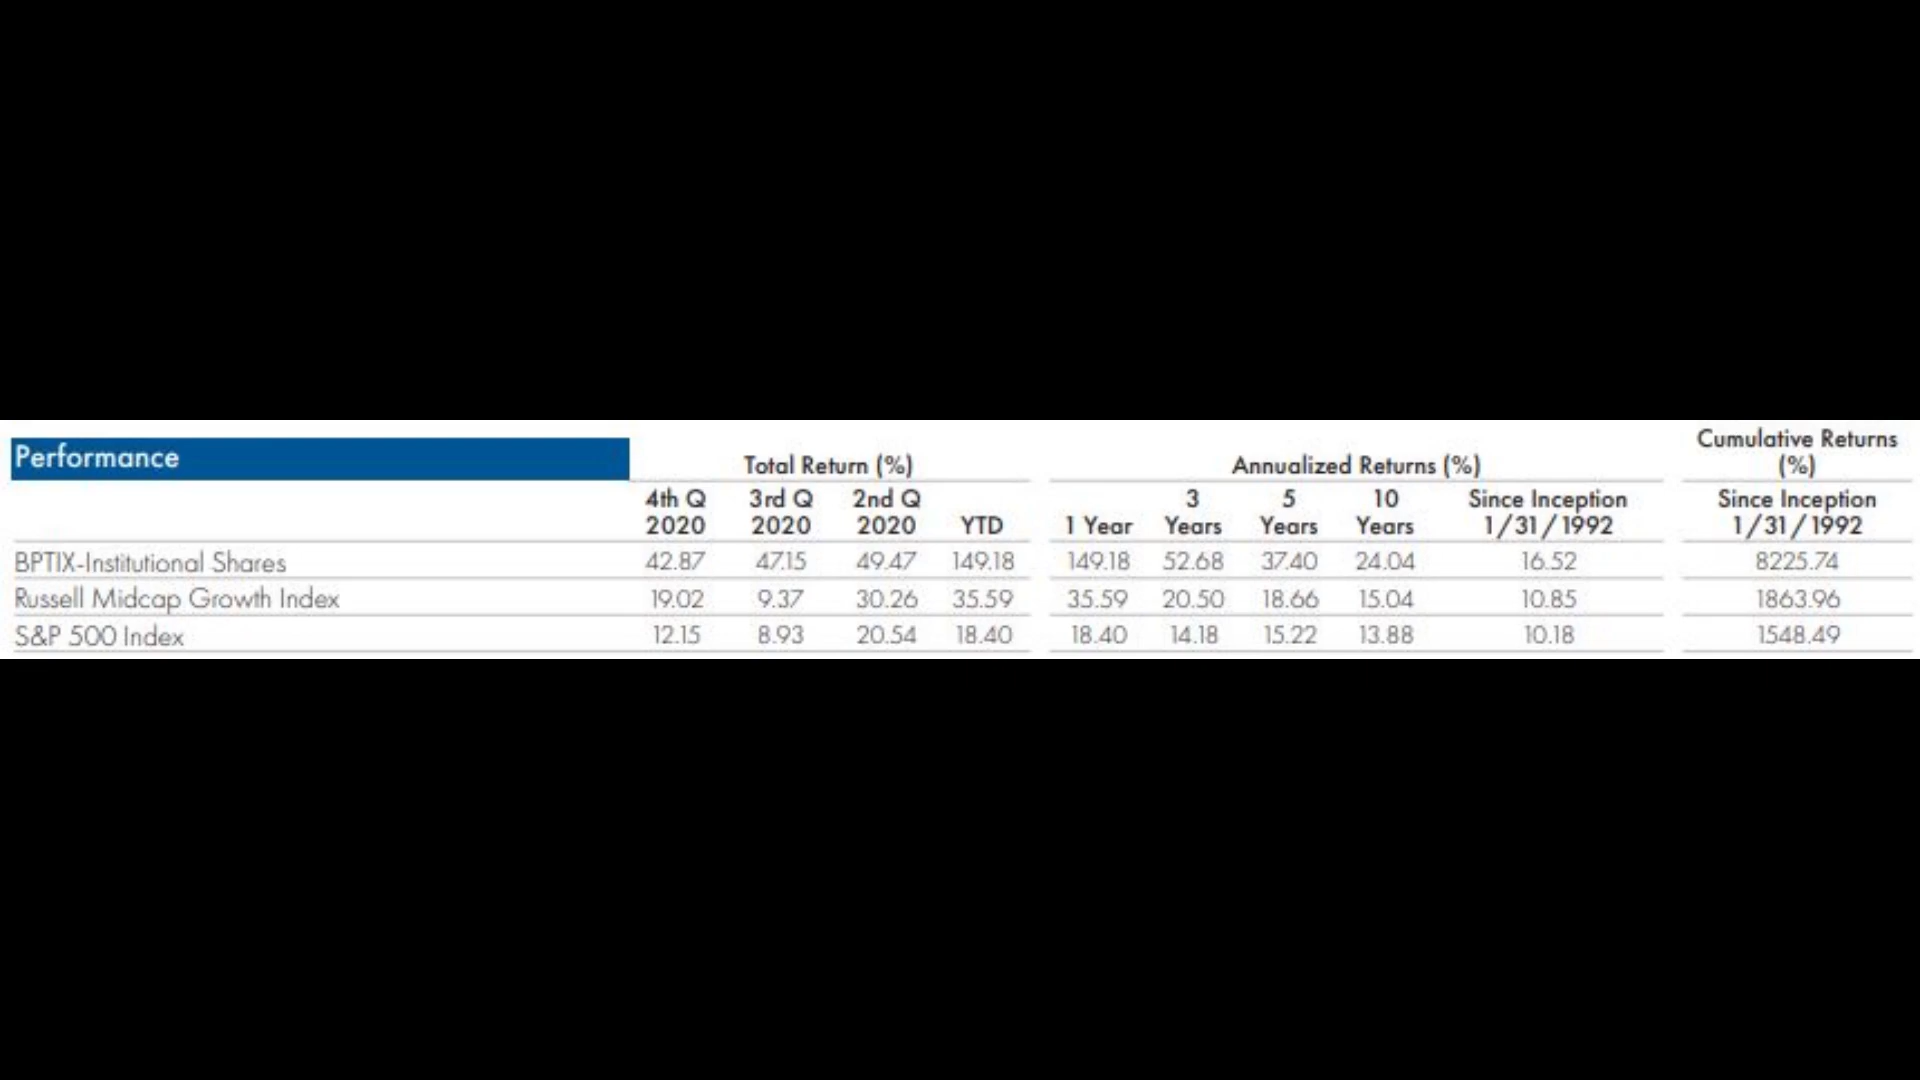 Performance
Total Return (%)
Annualized Returns (%)
Cumulative Returns (%)
4th Q 2020 3rd Q 2020 2nd Q 2020 YTD 1 Year 3 Years 5 Years 10 Years Since Inception 1/31/1992 Since Inception 1/31/1992
BPTIX-Institutional Shares 42.87 47.15 49.47 149.18 149.18 52.68 37.40 24.04 16.52 8225.74
Russell Midcap Growth Index 19.02 9.37 30.26 35.59 35.59 20.50 18.66 15.04 10.85 1863.96
S&P 500 Index 12.15 8.93 20.54 18.40 18.40 14.18 15.22 13.88 10.18 1548.49